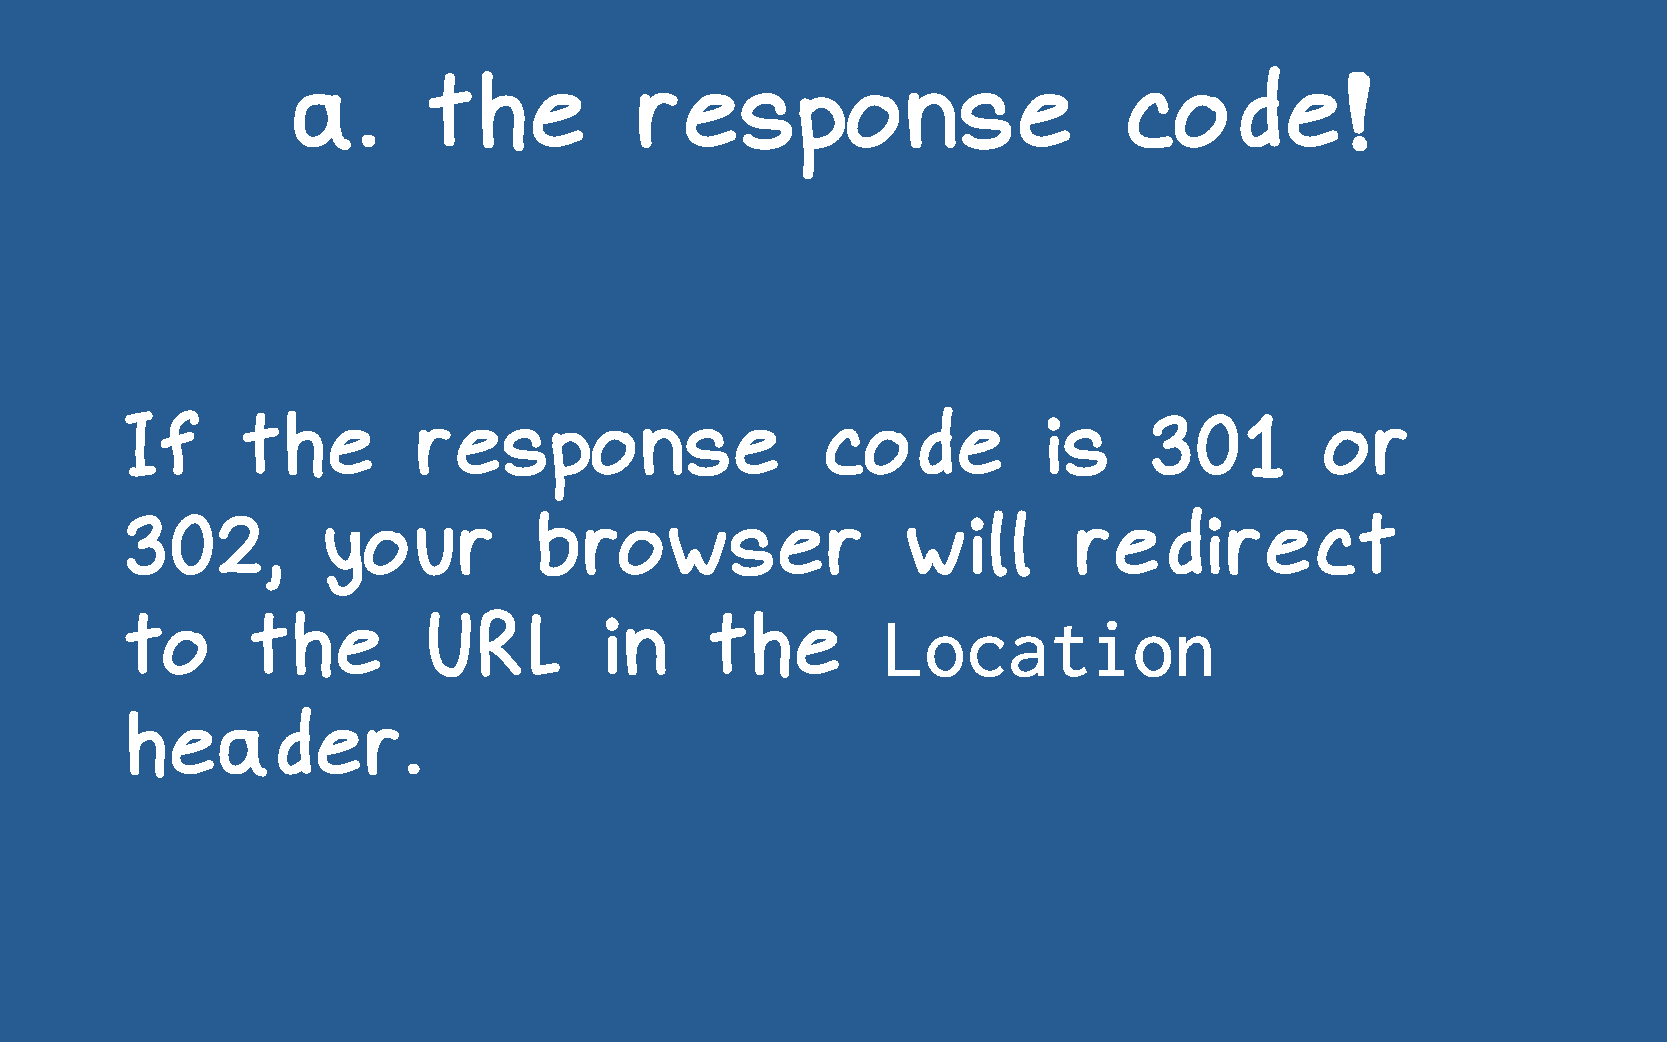 a. the response code!
If the response code is 301 or
302, your browser will redirect
to the URL in the Location
header.